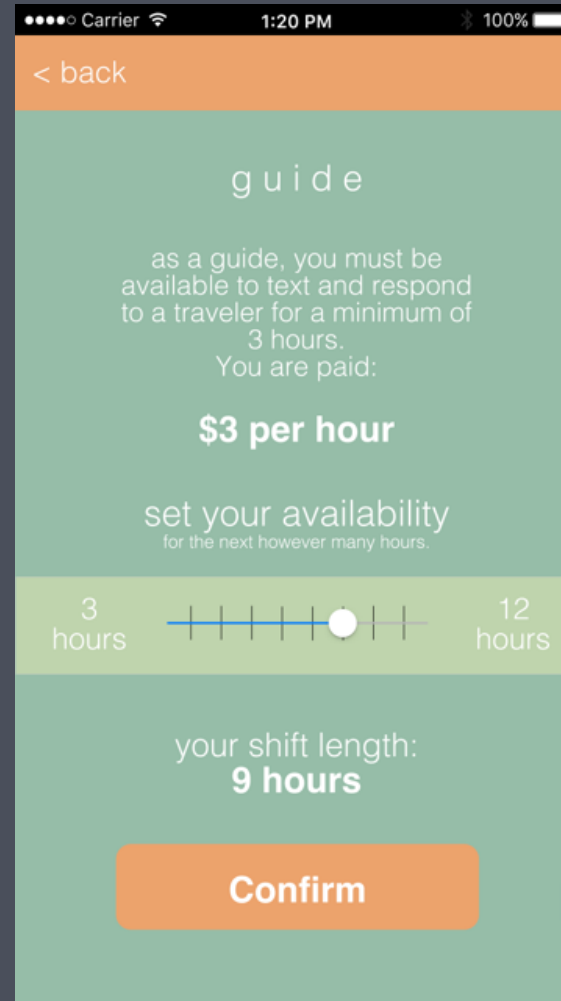 Carrier 1:20 PM 100%
< back
guide
as a guide, you must be
available to text and respond
to a traveler for a minimum of
3 hours.
You are paid:
$3 per hour
set your availability
for the next however many hours.
3 12
hours hours
your shift length:
9 hours
Confirm